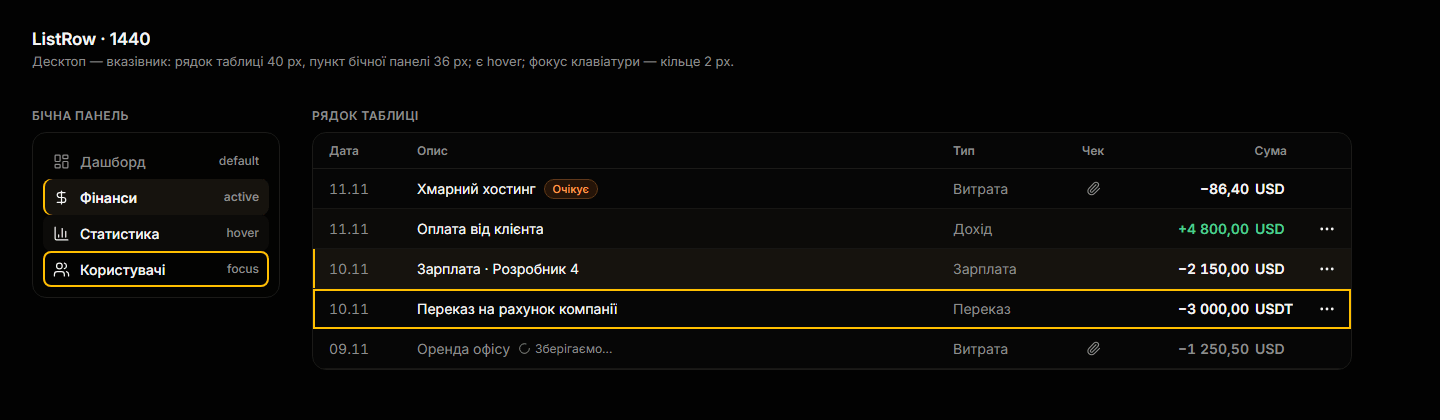 ListRow · 1440
Десктоп — вказівник: рядок таблиці 40 px, пункт бічної панелі 36 px; є hover; фокус клавіатури — кільце 2 px.
БІЧНА ПАНЕЛЬ
Дашборд default
Фінанси active
Статистика hover
Користувачі focus
РЯДОК ТАБЛИЦІ
Дата Опис Тип Чек Сума
11.11 Хмарний хостинг Очікує Витрата −86,40 USD
11.11 Оплата від клієнта Дохід +4 800,00 USD
10.11 Зарплата · Розробник 4 Зарплата −2 150,00 USD
10.11 Переказ на рахунок компанії Переказ −3 000,00 USDT
09.11 Оренда офісу Зберігаємо... Витрата −1 250,50 USD